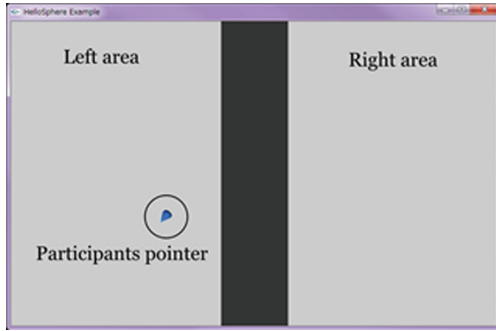 HelloSphere Example
Left area
Right area
Participants pointer